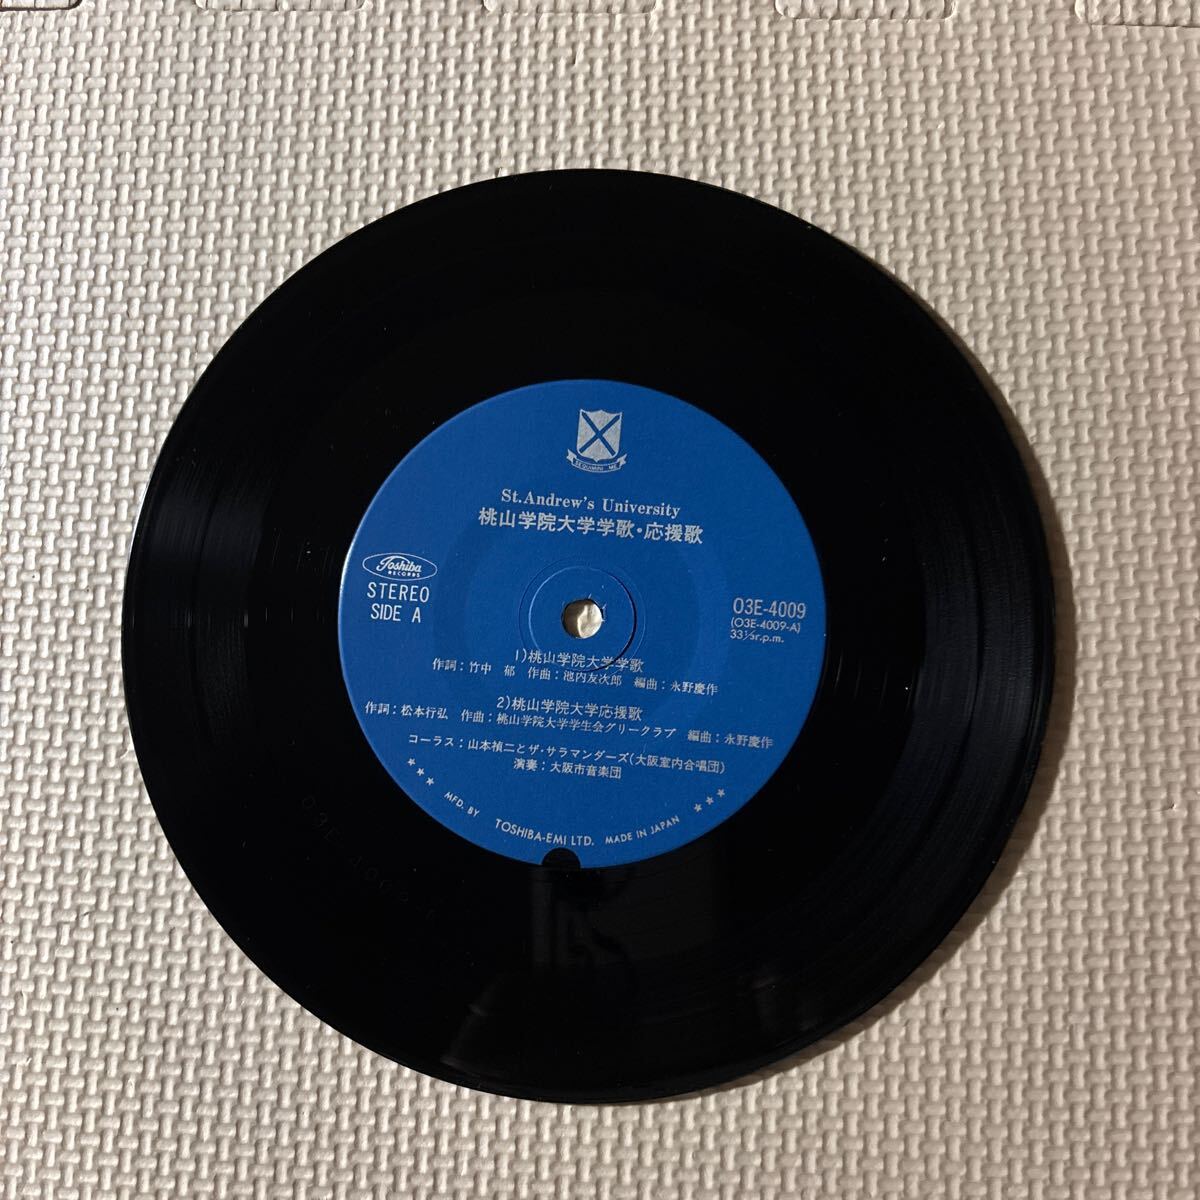 SEQUIMINI ME
St.Andrew's University
桃山学院大学学歌・応援歌
Toshiba
RECORDS
STEREO
SIDE A
O3E-4009
(O3E-4009-A)
33⅓r.p.m.
1)桃山学院大学学歌
作詞：竹中 郁 作曲：池内友次郎 編曲：永野慶作
2)桃山学院大学応援歌
作詞：松本行弘 作曲：桃山学院大学学生会グリークラブ 編曲：永野慶作
コーラス：山本禎二とザ・サラマンダーズ(大阪室内合唱団)
演奏：大阪市音楽団
★★★ MFD. BY TOSHIBA-EMI LTD. MADE IN JAPAN ★★★